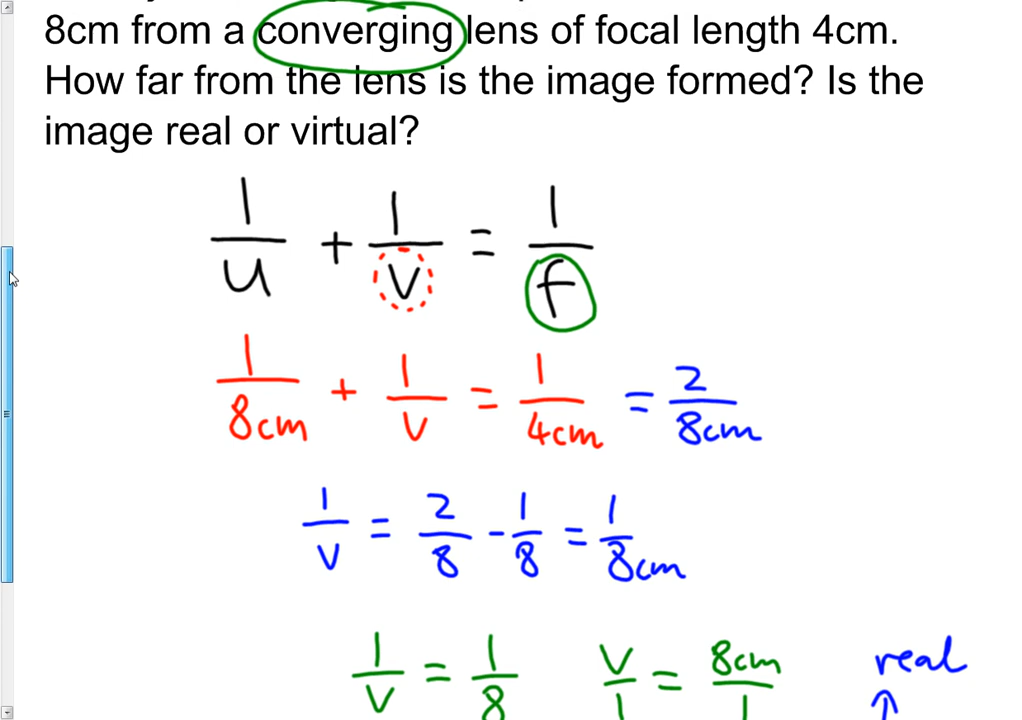 8cm from a converging lens of focal length 4cm.
How far from the lens is the image formed? Is the
image real or virtual?
1/u + 1/v = 1/f
1/8cm + 1/v = 1/4cm = 2/8cm
1/v = 2/8 - 1/8 = 1/8cm
1/v = 1/8 v/1 = 8cm/1 real
↑